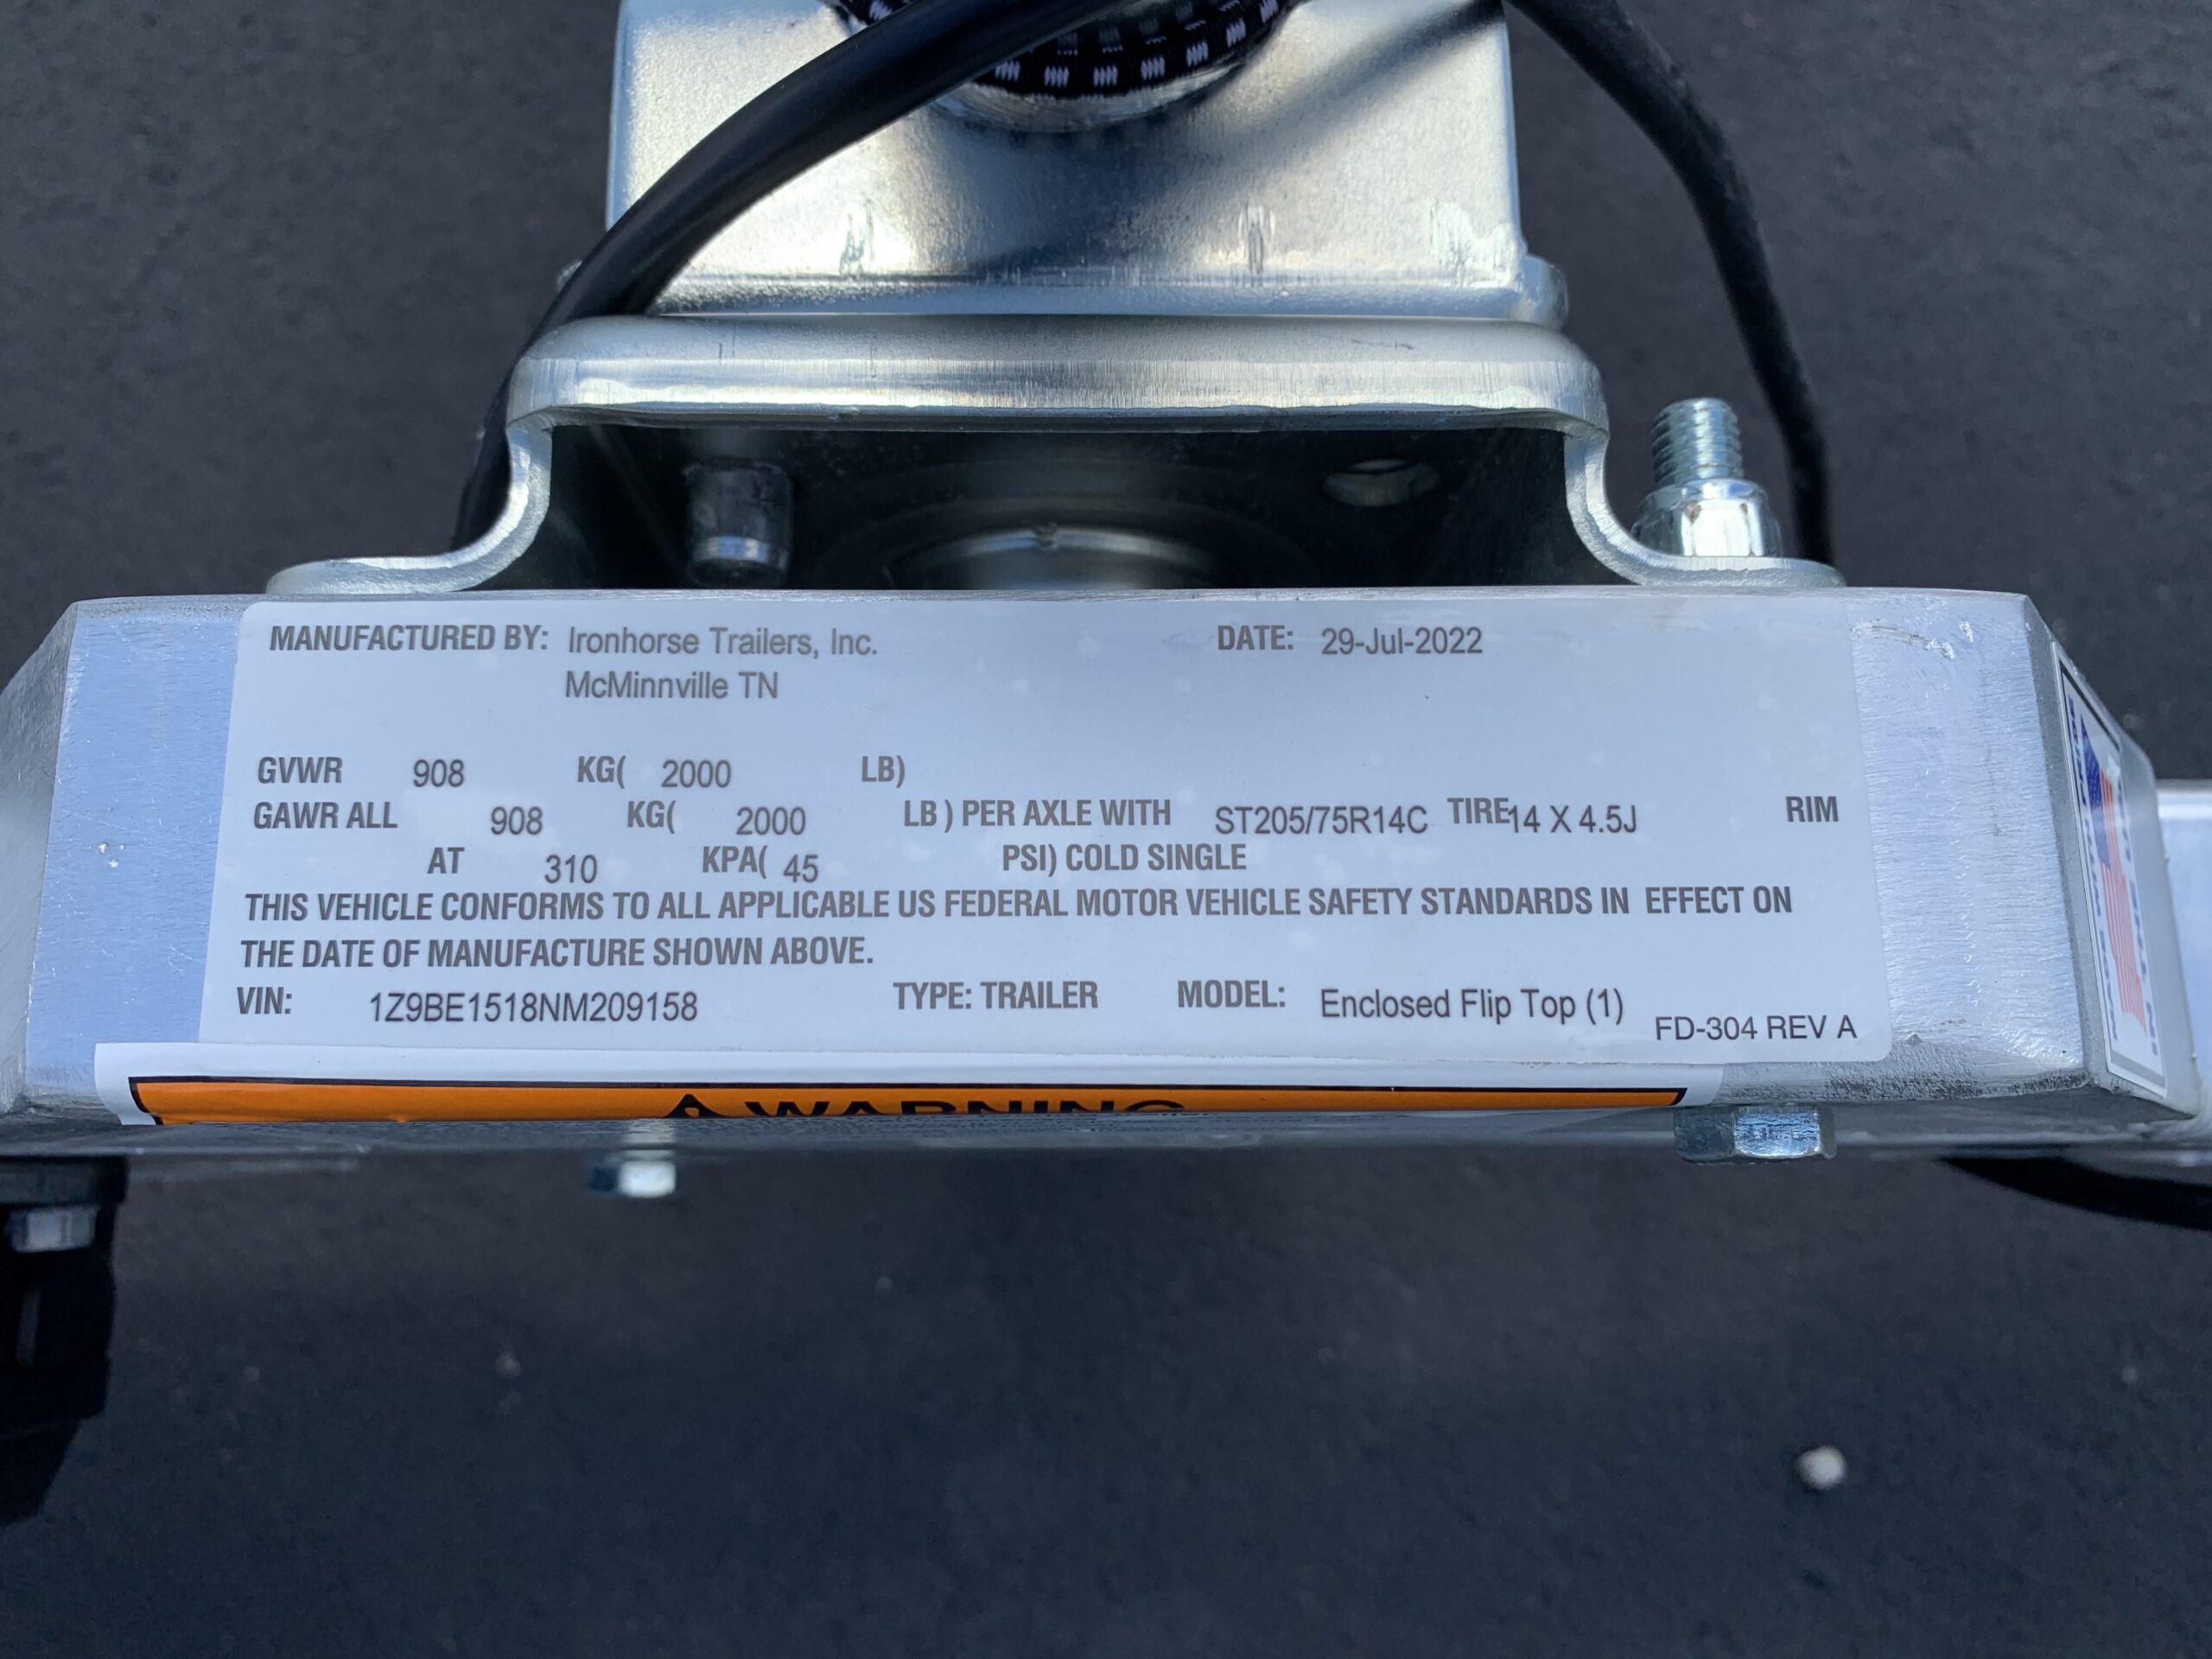 MANUFACTURED BY: Ironhorse Trailers, Inc. DATE: 29-Jul-2022
McMinnville TN
GVWR 908 KG( 2000 LB)
GAWR ALL 908 KG( 2000 LB ) PER AXLE WITH ST205/75R14C TIRE 14 X 4.5J RIM
AT 310 KPA( 45 PSI) COLD SINGLE
THIS VEHICLE CONFORMS TO ALL APPLICABLE US FEDERAL MOTOR VEHICLE SAFETY STANDARDS IN EFFECT ON
THE DATE OF MANUFACTURE SHOWN ABOVE.
VIN: 1Z9BE1518NM209158 TYPE: TRAILER MODEL: Enclosed Flip Top (1)
FD-304 REV A
WARNING